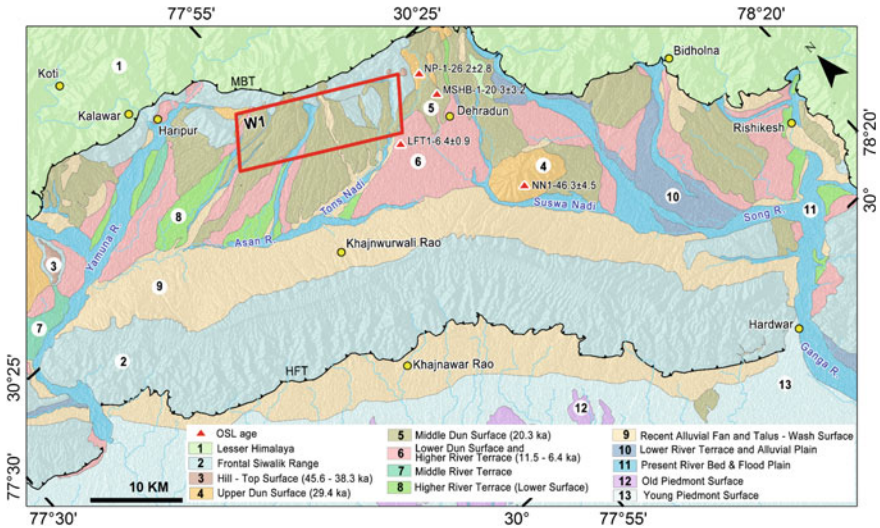 77°55' 30°25' 78°20'
N
Koti
1
MBT
Kalawar
Haripur
W1
NP-1-26.2±2.8
MSHB-1-20.3±3.2
5
Dehradun
LFT1-6.4±0.9
6
Bidholna
Rishikesh
78°20'
4
NN1-46.3±4.5
10
30°
8
Tons Nadi
Suswa Nadi
Song R.
11
Yamuna R.
Asan R.
Khajnwurwali Rao
3
9
7
Hardwar
Ganga R.
2
HFT
Khajnawar Rao
13
12
30°25'
77°30'
10 KM
OSL age
1 Lesser Himalaya
2 Frontal Siwalik Range
3 Hill - Top Surface (45.6 - 38.3 ka)
4 Upper Dun Surface (29.4 ka)
5 Middle Dun Surface (20.3 ka)
6 Lower Dun Surface and
Higher River Terrace (11.5 - 6.4 ka)
7 Middle River Terrace
8 Higher River Terrace (Lower Surface)
9 Recent Alluvial Fan and Talus - Wash Surface
10 Lower River Terrace and Alluvial Plain
11 Present River Bed & Flood Plain
12 Old Piedmont Surface
13 Young Piedmont Surface
77°30' 30° 77°55'